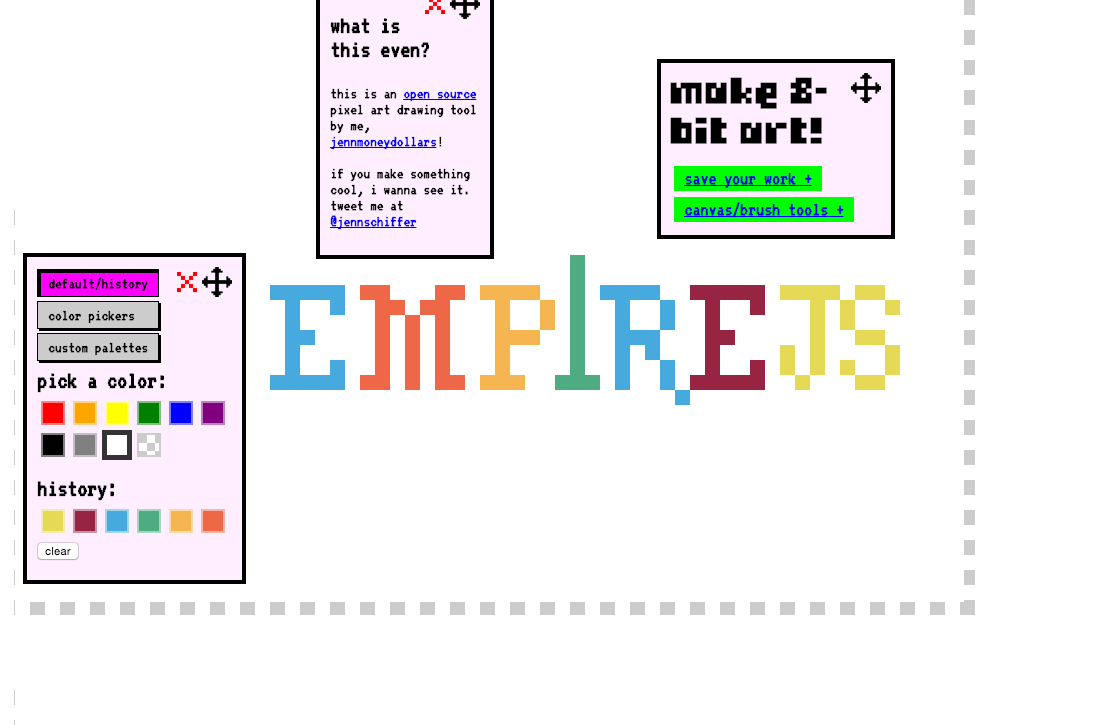 what is
this even?
this is an open source
pixel art drawing tool
by me,
jennmoneydollars!
if you make something
cool, i wanna see it.
tweet me at
@jennschiffer
make 8-
bit art!
save your work +
canvas/brush tools +
default/history
color pickers
custom palettes
pick a color:
history:
clear
EMPIREJS